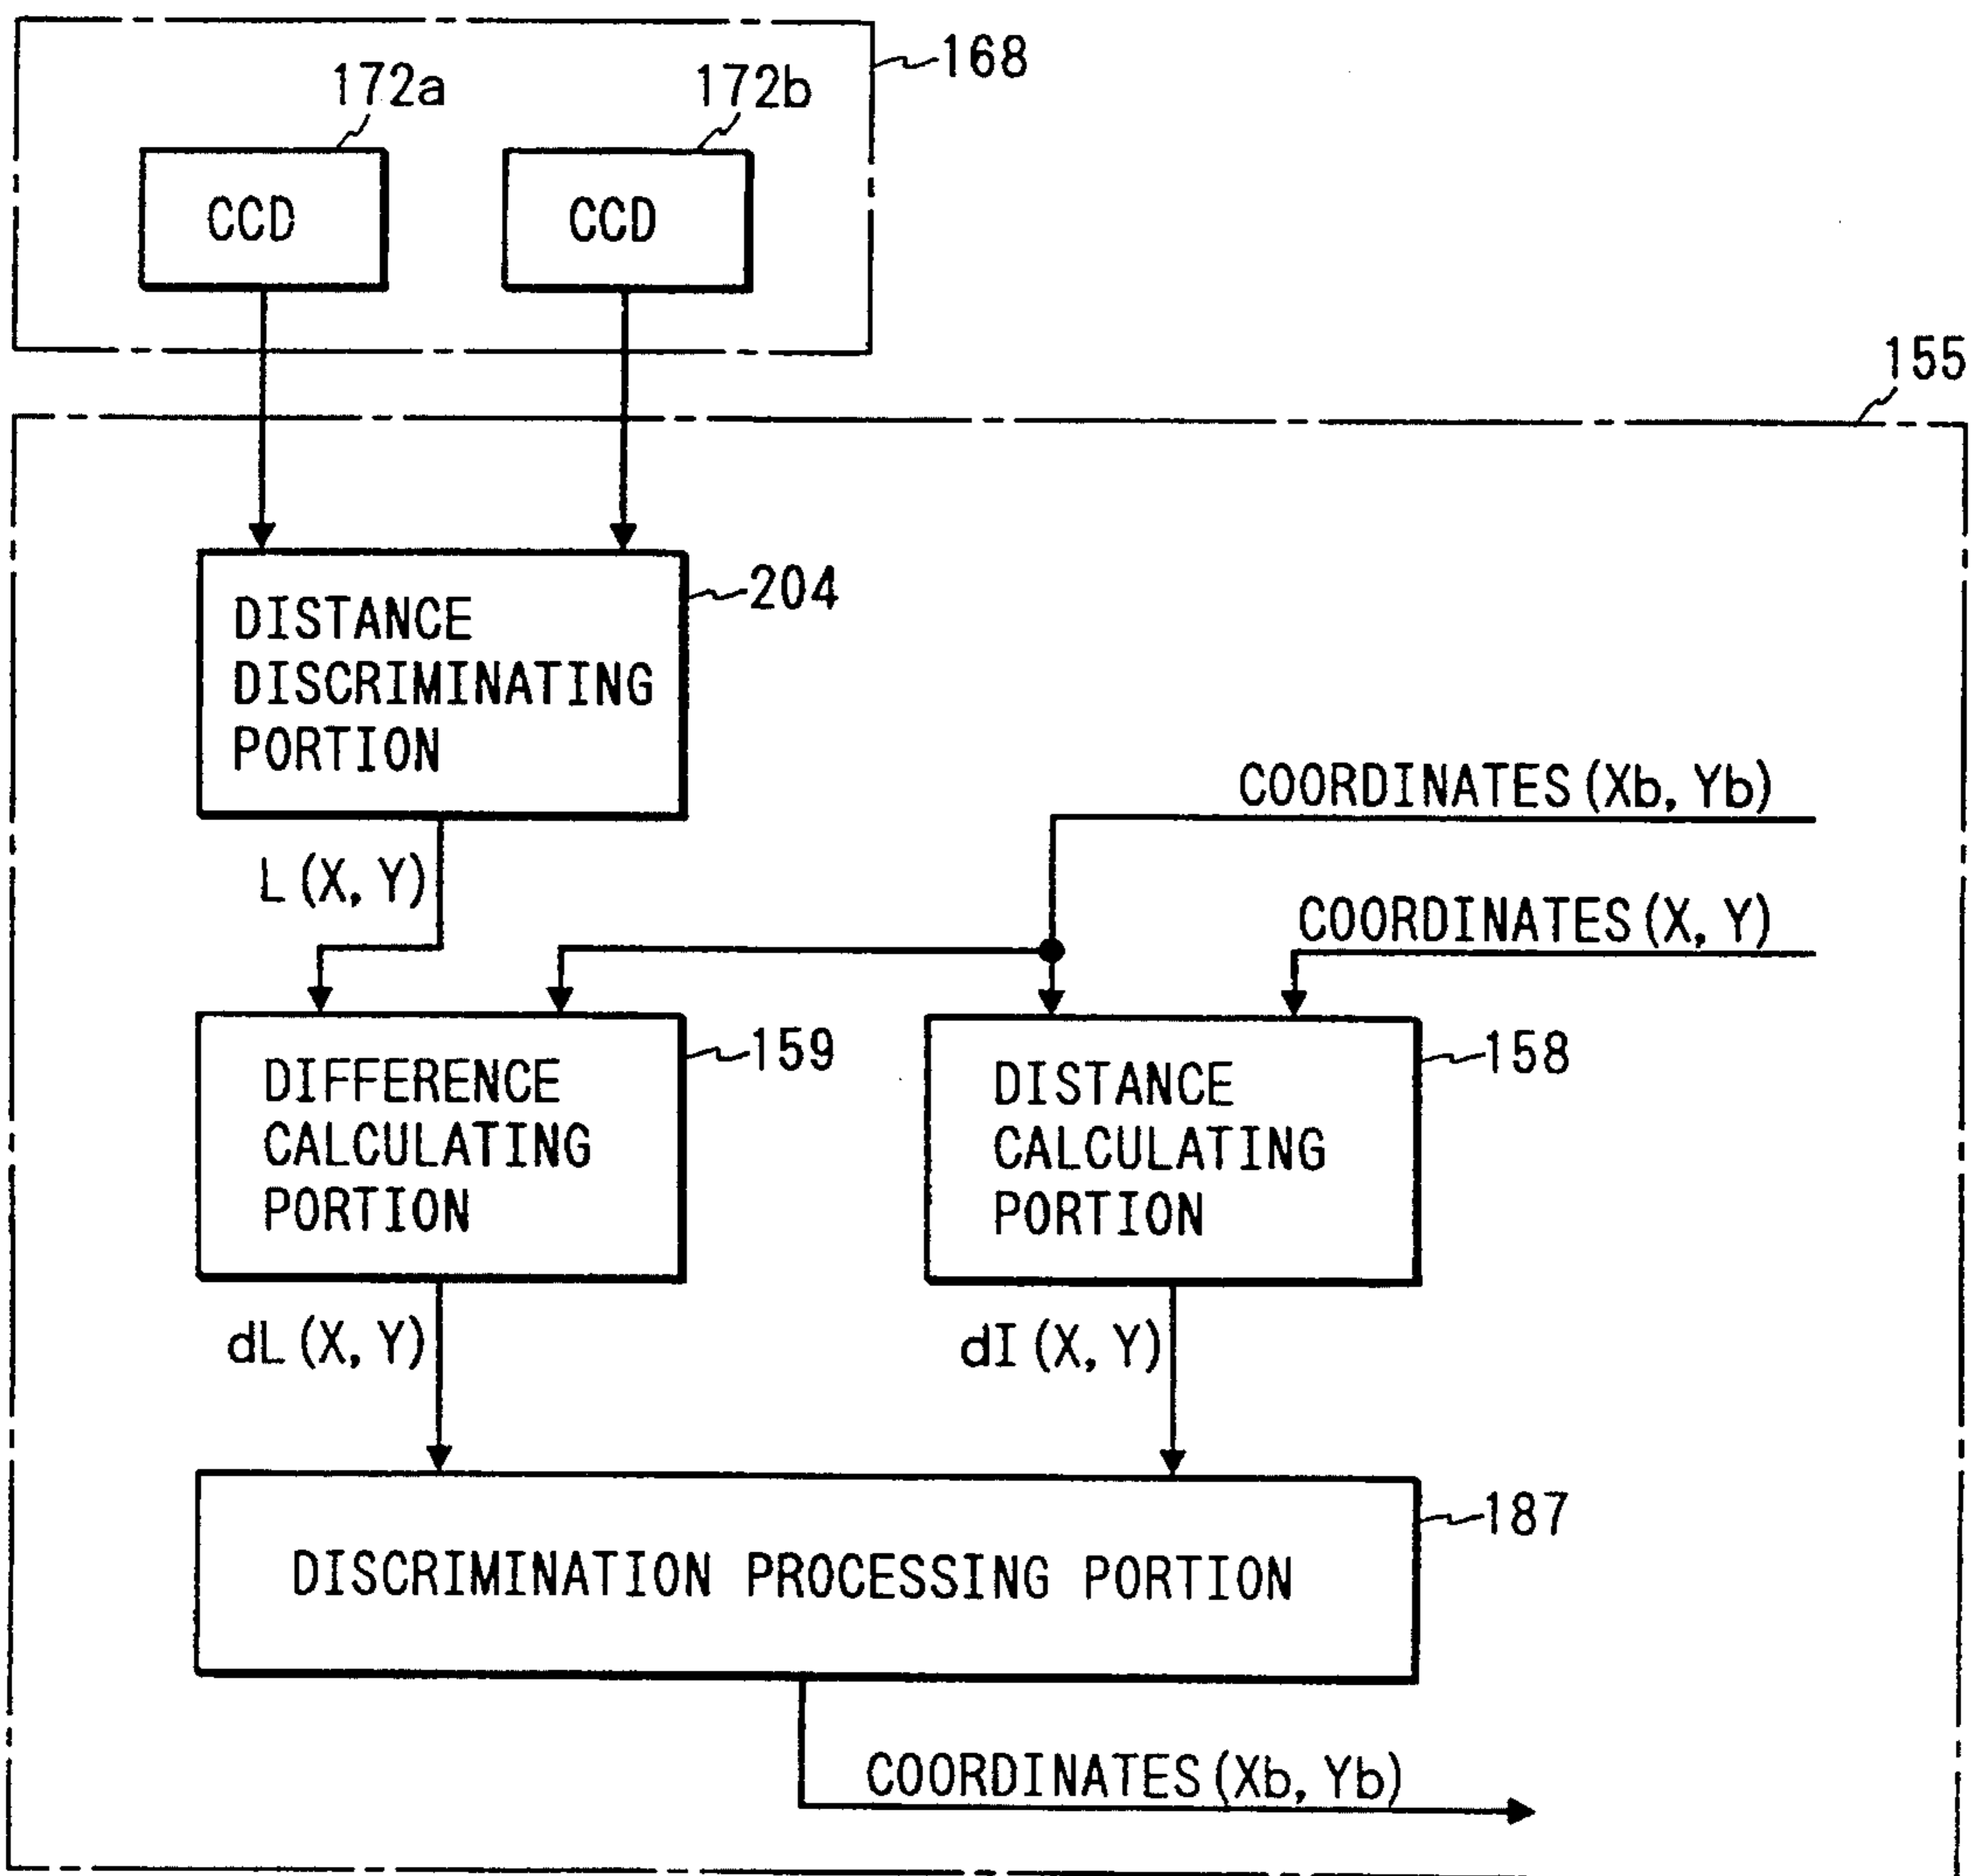 168
172a
172b
CCD
CCD
155
204
DISTANCE
DISCRIMINATING
PORTION
COORDINATES(Xb, Yb)
L(X, Y)
COORDINATES(X, Y)
159
158
DIFFERENCE
CALCULATING
PORTION
DISTANCE
CALCULATING
PORTION
dL(X, Y)
dI(X, Y)
187
DISCRIMINATION PROCESSING PORTION
COORDINATES(Xb, Yb)